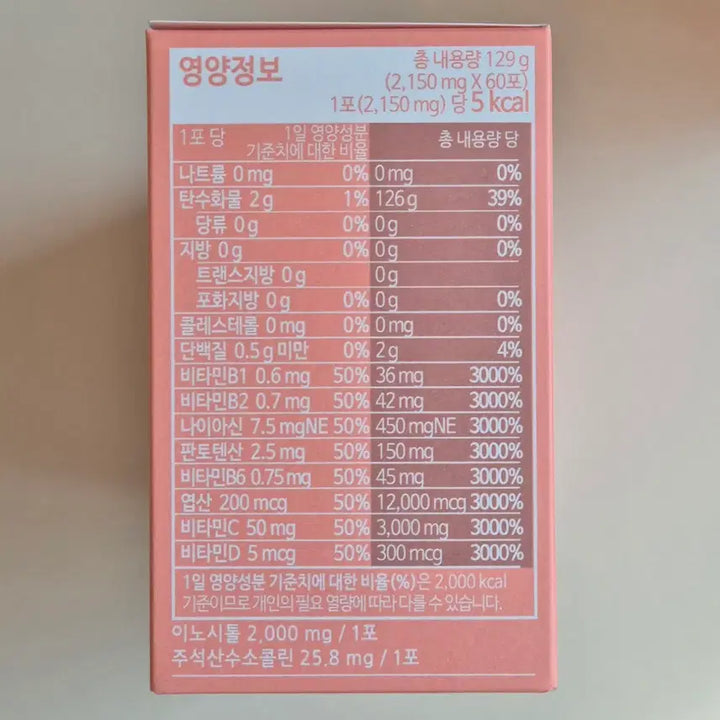 영양정보
총 내용량 129 g
(2,150 mg X 60포)
1포(2,150 mg) 당 5 kcal
1포 당 1일 영양성분 기준치에 대한 비율 총 내용량 당
나트륨 0 mg 0% 0 mg 0%
탄수화물 2 g 1% 126 g 39%
당류 0 g 0% 0 g 0%
지방 0 g 0% 0 g 0%
트랜스지방 0 g 0 g
포화지방 0 g 0% 0 g 0%
콜레스테롤 0 mg 0% 0 mg 0%
단백질 0.5 g 미만 0% 2 g 4%
비타민B1 0.6 mg 50% 36 mg 3000%
비타민B2 0.7 mg 50% 42 mg 3000%
나이아신 7.5 mgNE 50% 450 mgNE 3000%
판토텐산 2.5 mg 50% 150 mg 3000%
비타민B6 0.75 mg 50% 45 mg 3000%
엽산 200 mcg 50% 12,000 mcg 3000%
비타민C 50 mg 50% 3,000 mg 3000%
비타민D 5 mcg 50% 300 mcg 3000%
1일 영양성분 기준치에 대한 비율(%)은 2,000 kcal
기준이므로 개인의 필요 열량에 따라 다를 수 있습니다.
이노시톨 2,000 mg / 1포
주석산수소콜린 25.8 mg / 1포